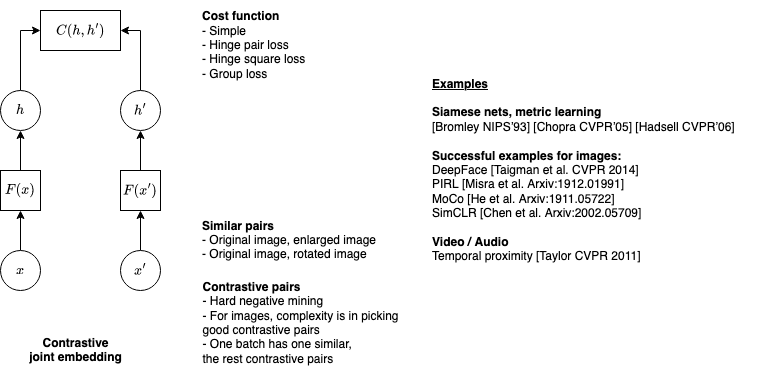 C(h, h′)
h
h′
F(x)
F(x′)
x
x′
Contrastive
joint embedding
Cost function
- Simple
- Hinge pair loss
- Hinge square loss
- Group loss
Similar pairs
- Original image, enlarged image
- Original image, rotated image
Contrastive pairs
- Hard negative mining
- For images, complexity is in picking
good contrastive pairs
- One batch has one similar,
the rest contrastive pairs
Examples
Siamese nets, metric learning
[Bromley NIPS'93] [Chopra CVPR'05] [Hadsell CVPR'06]
Successful examples for images:
DeepFace [Taigman et al. CVPR 2014]
PIRL [Misra et al. Arxiv:1912.01991]
MoCo [He et al. Arxiv:1911.05722]
SimCLR [Chen et al. Arxiv:2002.05709]
Video / Audio
Temporal proximity [Taylor CVPR 2011]